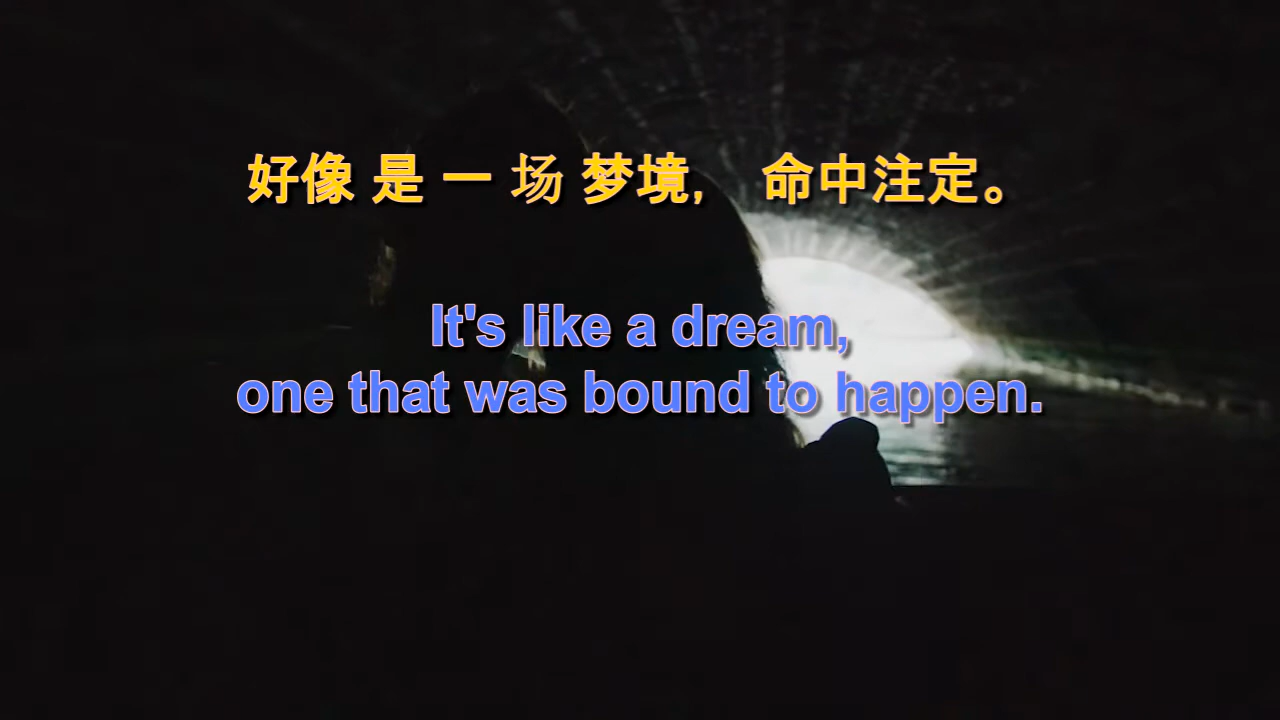 好像 是 一 场 梦境, 命中注定。
It's like a dream,
one that was bound to happen.